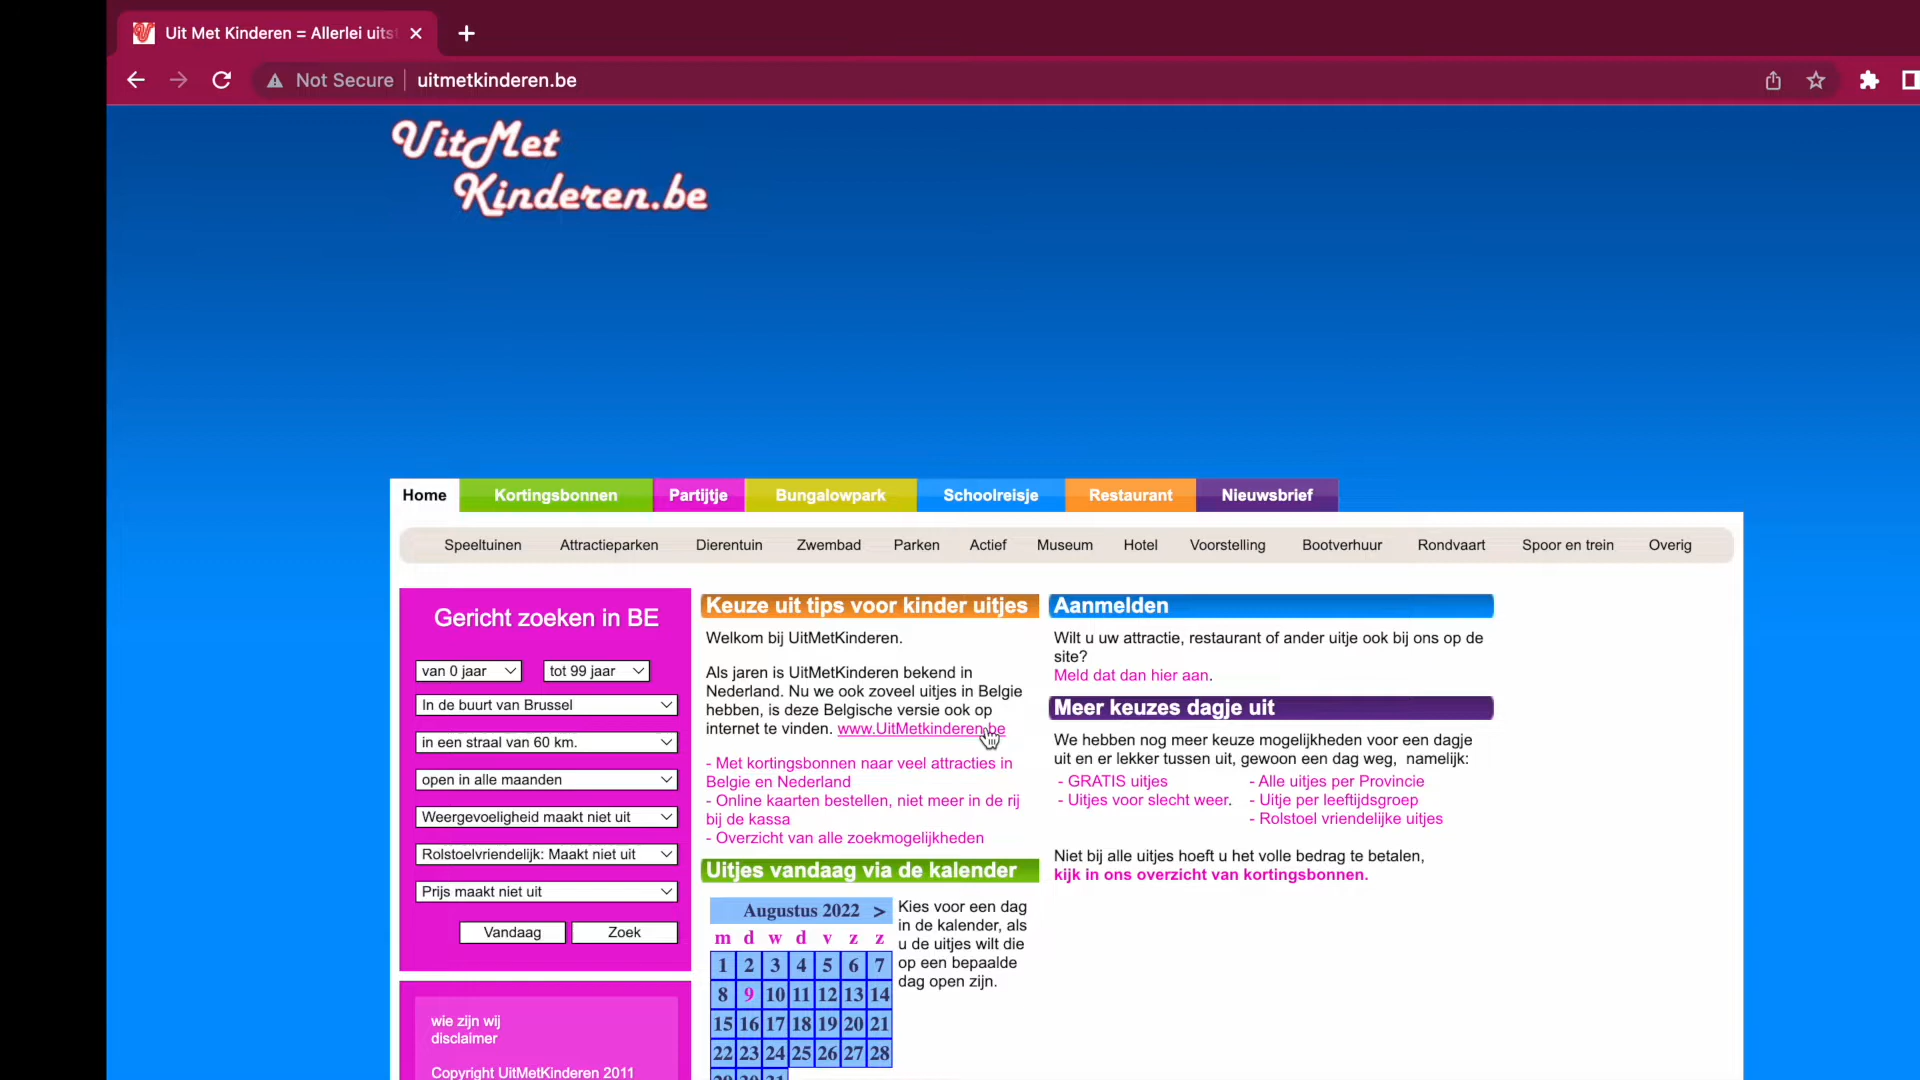 Uit Met Kinderen = Allerlei uits
Not Secure uitmetkinderen.be
UitMet
Kinderen.be
Home Kortingsbonnen Partijtje Bungalowpark Schoolreisje Restaurant Nieuwsbrief
Speeltuinen Attractieparken Dierentuin Zwembad Parken Actief Museum Hotel Voorstelling Bootverhuur Rondvaart Spoor en trein Overig
Gericht zoeken in BE
van 0 jaar tot 99 jaar
In de buurt van Brussel
in een straal van 60 km.
open in alle maanden
Weergevoeligheid maakt niet uit
Rolstoelvriendelijk: Maakt niet uit
Prijs maakt niet uit
Vandaag Zoek
wie zijn wij
disclaimer
Copyright UitMetKinderen 2011
Keuze uit tips voor kinder uitjes
Welkom bij UitMetKinderen.
Als jaren is UitMetKinderen bekend in
Nederland. Nu we ook zoveel uitjes in Belgie
hebben, is deze Belgische versie ook op
internet te vinden. www.UitMetkinderen.be
- Met kortingsbonnen naar veel attracties in
Belgie en Nederland
- Online kaarten bestellen, niet meer in de rij
bij de kassa
- Overzicht van alle zoekmogelijkheden
Uitjes vandaag via de kalender
Augustus 2022 >
m d w d v z z
1 2 3 4 5 6 7
8 9 10 11 12 13 14
15 16 17 18 19 20 21
22 23 24 25 26 27 28
29 30 31
Kies voor een dag
in de kalender, als
u de uitjes wilt die
op een bepaalde
dag open zijn.
Aanmelden
Wilt u uw attractie, restaurant of ander uitje ook bij ons op de
site?
Meld dat dan hier aan.
Meer keuzes dagje uit
We hebben nog meer keuze mogelijkheden voor een dagje
uit en er lekker tussen uit, gewoon een dag weg, namelijk:
- GRATIS uitjes - Alle uitjes per Provincie
- Uitjes voor slecht weer. - Uitje per leeftijdsgroep
- Rolstoel vriendelijke uitjes
Niet bij alle uitjes hoeft u het volle bedrag te betalen,
kijk in ons overzicht van kortingsbonnen.